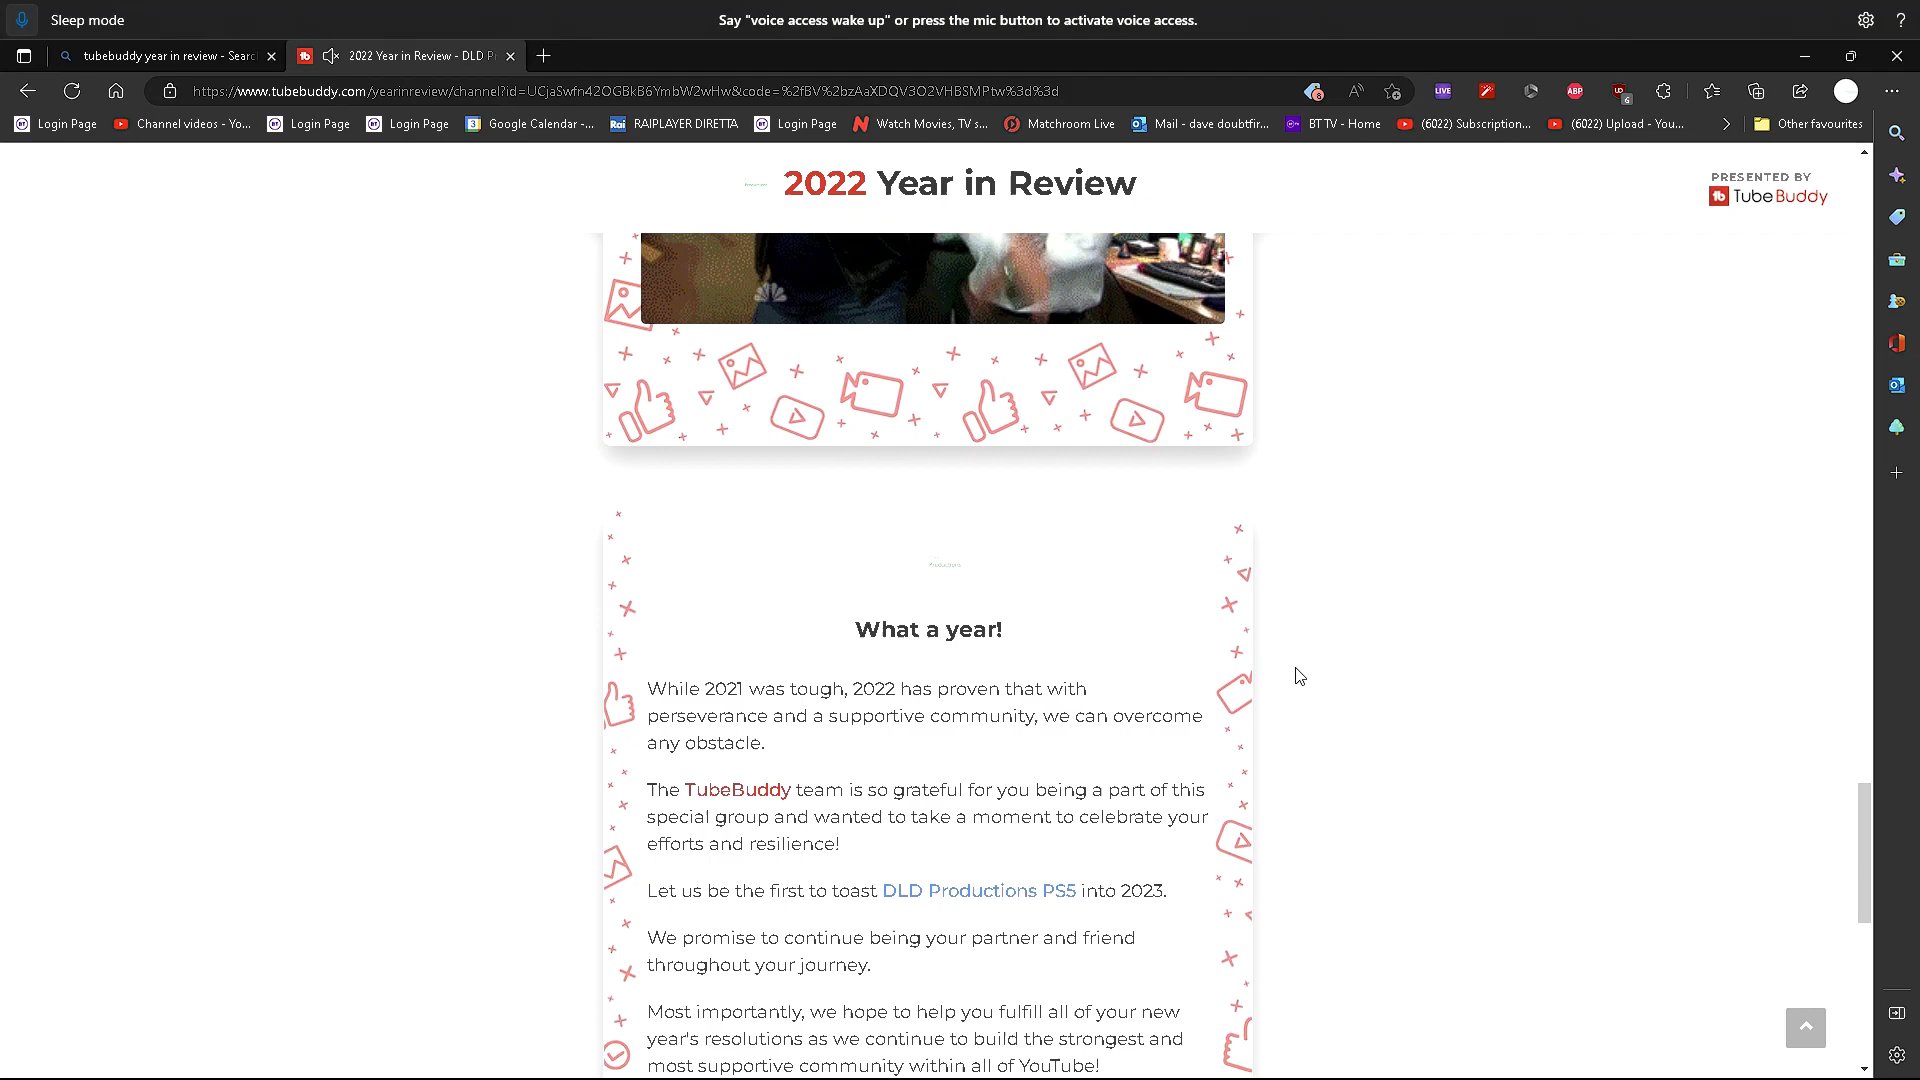 Sleep mode
Say "voice access wake up" or press the mic button to activate voice access.
tubebuddy year in review - Searc
2022 Year in Review - DLD P
https://www.tubebuddy.com/yearinreview/channel?id=UCjaSwfn42OGBkB6YmbW2wHw&code=%2fBV%2bzAaXDQV3O2VHBSMPtw%3d%3d
Login Page
Channel videos - Yo...
Login Page
Login Page
Google Calendar -...
RAIPLAYER DIRETTA
Login Page
Watch Movies, TV s...
Matchroom Live
Mail - dave doubtfir...
BT TV - Home
(6022) Subscription...
(6022) Upload - You...
Other favourites
2022 Year in Review
PRESENTED BY
TubeBuddy
Productions
What a year!
While 2021 was tough, 2022 has proven that with
perseverance and a supportive community, we can overcome
any obstacle.
The TubeBuddy team is so grateful for you being a part of this
special group and wanted to take a moment to celebrate your
efforts and resilience!
Let us be the first to toast DLD Productions PS5 into 2023.
We promise to continue being your partner and friend
throughout your journey.
Most importantly, we hope to help you fulfill all of your new
year's resolutions as we continue to build the strongest and
most supportive community within all of YouTube!